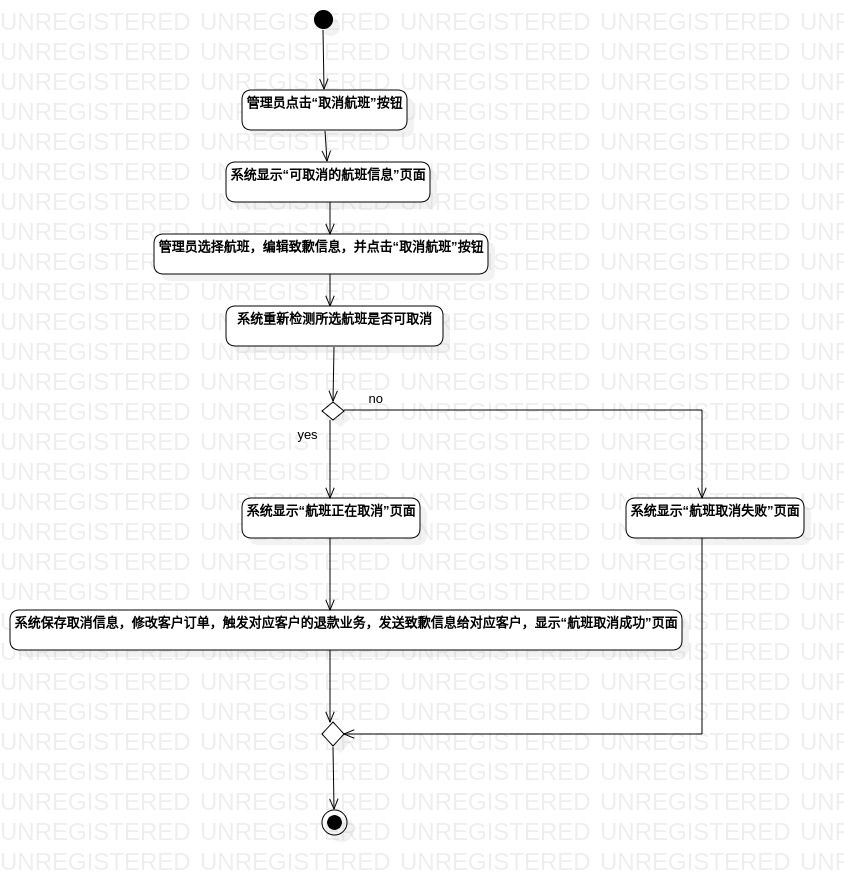 管理员点击“取消航班”按钮
系统显示“可取消的航班信息”页面
管理员选择航班，编辑致歉信息，并点击“取消航班”按钮
系统重新检测所选航班是否可取消
no
yes
系统显示“航班正在取消”页面
系统显示“航班取消失败”页面
系统保存取消信息，修改客户订单，触发对应客户的退款业务，发送致歉信息给对应客户，显示“航班取消成功”页面
UNREGISTERED